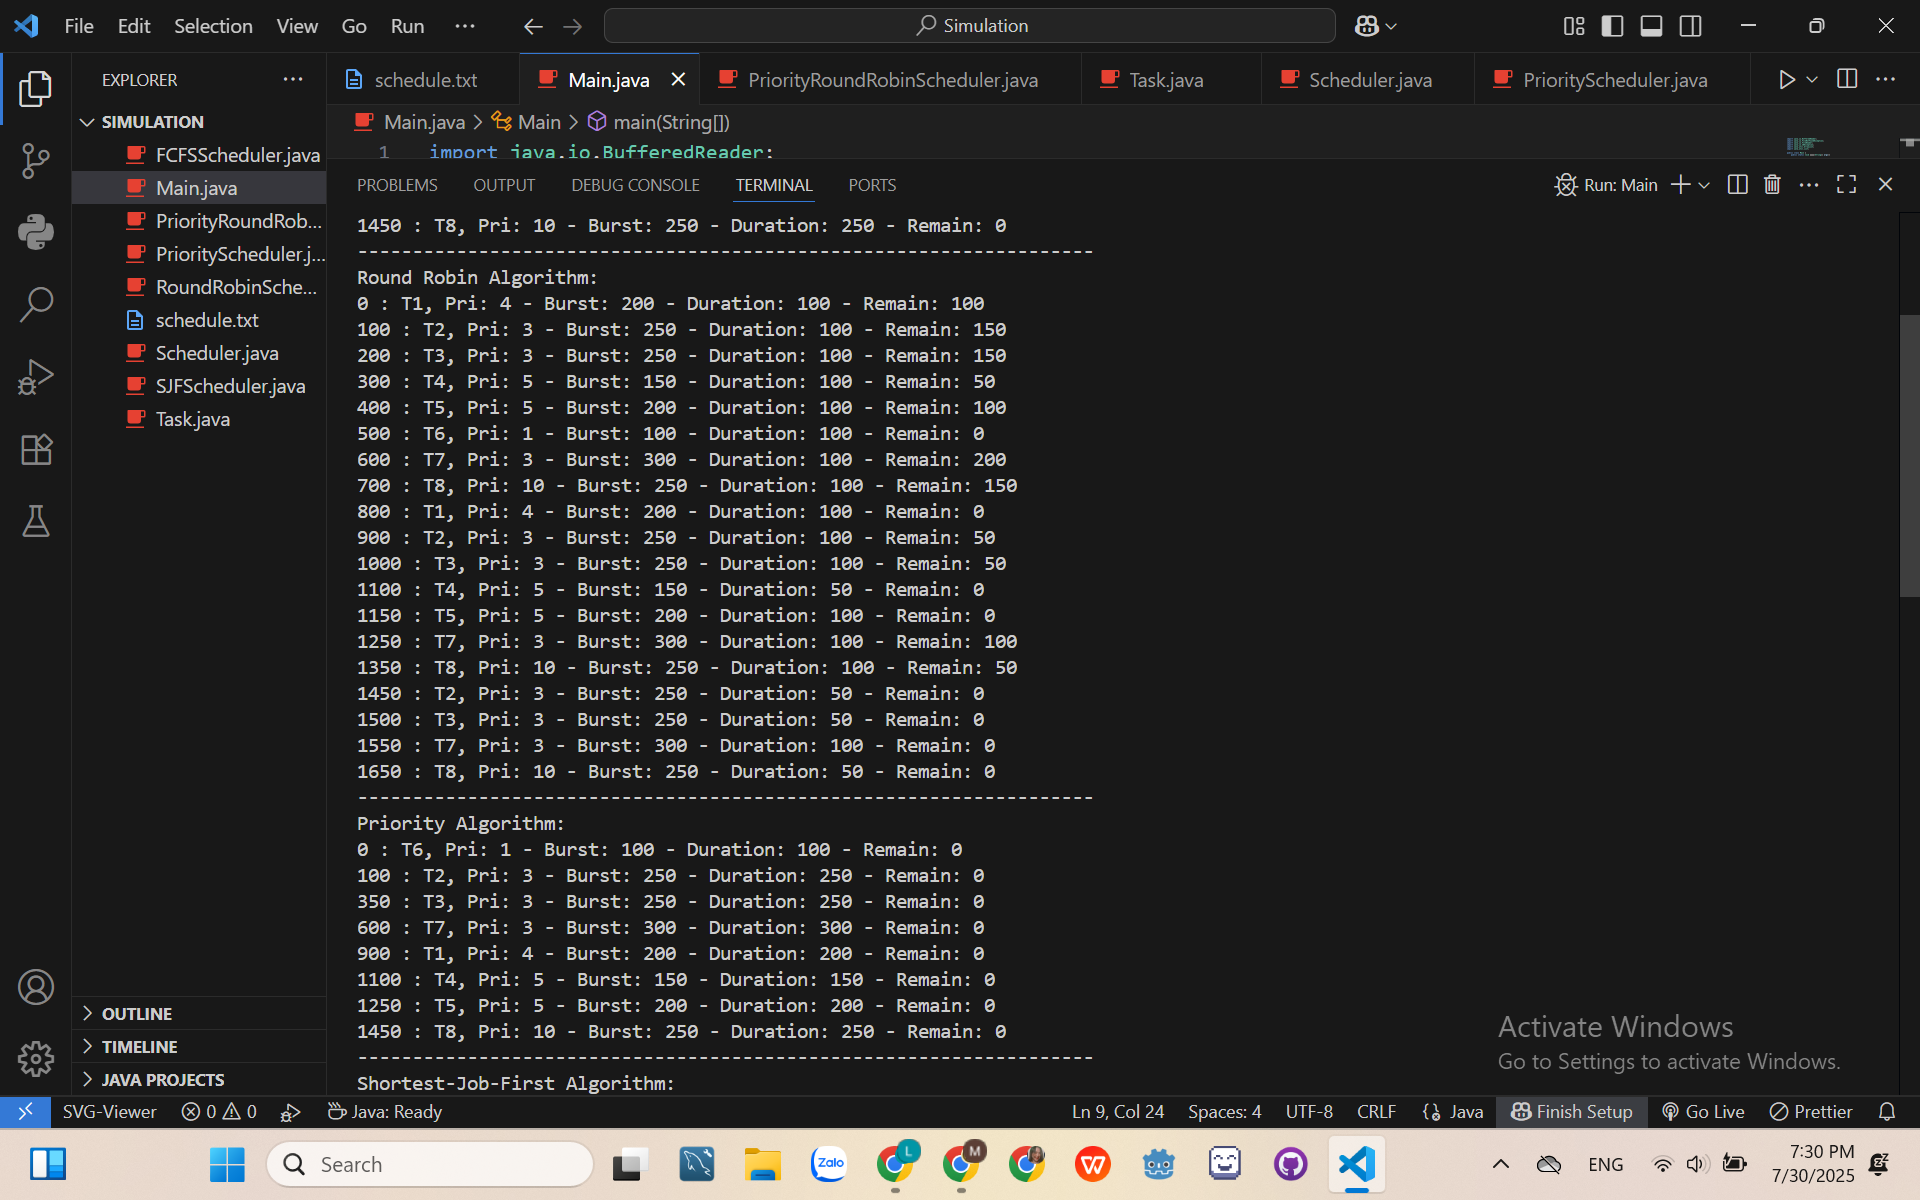 File Edit Selection View Go Run ··· Simulation
EXPLORER ···
SIMULATION
FCFSScheduler.java
Main.java
PriorityRoundRob...
PriorityScheduler.j...
RoundRobinSche...
schedule.txt
Scheduler.java
SJFScheduler.java
Task.java
OUTLINE
TIMELINE
JAVA PROJECTS
schedule.txt Main.java PriorityRoundRobinScheduler.java Task.java Scheduler.java PriorityScheduler.java
Main.java > Main > main(String[])
1 import java.io.BufferedReader;
PROBLEMS OUTPUT DEBUG CONSOLE TERMINAL PORTS Run: Main
1450 : T8, Pri: 10 - Burst: 250 - Duration: 250 - Remain: 0
-------------------------------------------------------------------
Round Robin Algorithm:
0 : T1, Pri: 4 - Burst: 200 - Duration: 100 - Remain: 100
100 : T2, Pri: 3 - Burst: 250 - Duration: 100 - Remain: 150
200 : T3, Pri: 3 - Burst: 250 - Duration: 100 - Remain: 150
300 : T4, Pri: 5 - Burst: 150 - Duration: 100 - Remain: 50
400 : T5, Pri: 5 - Burst: 200 - Duration: 100 - Remain: 100
500 : T6, Pri: 1 - Burst: 100 - Duration: 100 - Remain: 0
600 : T7, Pri: 3 - Burst: 300 - Duration: 100 - Remain: 200
700 : T8, Pri: 10 - Burst: 250 - Duration: 100 - Remain: 150
800 : T1, Pri: 4 - Burst: 200 - Duration: 100 - Remain: 0
900 : T2, Pri: 3 - Burst: 250 - Duration: 100 - Remain: 50
1000 : T3, Pri: 3 - Burst: 250 - Duration: 100 - Remain: 50
1100 : T4, Pri: 5 - Burst: 150 - Duration: 50 - Remain: 0
1150 : T5, Pri: 5 - Burst: 200 - Duration: 100 - Remain: 0
1250 : T7, Pri: 3 - Burst: 300 - Duration: 100 - Remain: 100
1350 : T8, Pri: 10 - Burst: 250 - Duration: 100 - Remain: 50
1450 : T2, Pri: 3 - Burst: 250 - Duration: 50 - Remain: 0
1500 : T3, Pri: 3 - Burst: 250 - Duration: 50 - Remain: 0
1550 : T7, Pri: 3 - Burst: 300 - Duration: 100 - Remain: 0
1650 : T8, Pri: 10 - Burst: 250 - Duration: 50 - Remain: 0
-------------------------------------------------------------------
Priority Algorithm:
0 : T6, Pri: 1 - Burst: 100 - Duration: 100 - Remain: 0
100 : T2, Pri: 3 - Burst: 250 - Duration: 250 - Remain: 0
350 : T3, Pri: 3 - Burst: 250 - Duration: 250 - Remain: 0
600 : T7, Pri: 3 - Burst: 300 - Duration: 300 - Remain: 0
900 : T1, Pri: 4 - Burst: 200 - Duration: 200 - Remain: 0
1100 : T4, Pri: 5 - Burst: 150 - Duration: 150 - Remain: 0
1250 : T5, Pri: 5 - Burst: 200 - Duration: 200 - Remain: 0
1450 : T8, Pri: 10 - Burst: 250 - Duration: 250 - Remain: 0
-------------------------------------------------------------------
Shortest-Job-First Algorithm:
Activate Windows
Go to Settings to activate Windows.
SVG-Viewer 0 0 Java: Ready Ln 9, Col 24 Spaces: 4 UTF-8 CRLF {} Java Finish Setup Go Live Prettier
Search Zalo L M W ENG 7:30 PM
7/30/2025